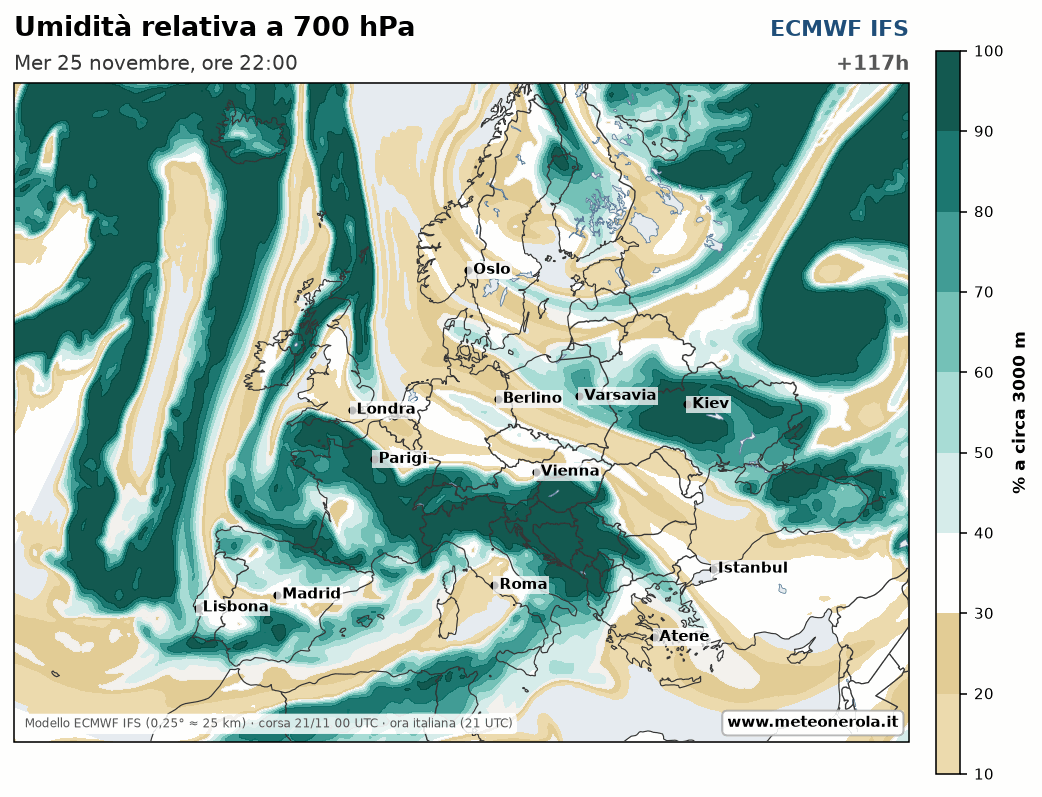 Umidità relativa a 700 hPa
ECMWF IFS
Mer 25 novembre, ore 22:00
+117h
100
90
80
70
60
50
40
30
20
10
% a circa 3000 m
Oslo
Berlino
Varsavia
Kiev
Londra
Parigi
Vienna
Istanbul
Roma
Madrid
Lisbona
Atene
Modello ECMWF IFS (0,25° ≈ 25 km) · corsa 21/11 00 UTC · ora italiana (21 UTC)
www.meteonerola.it